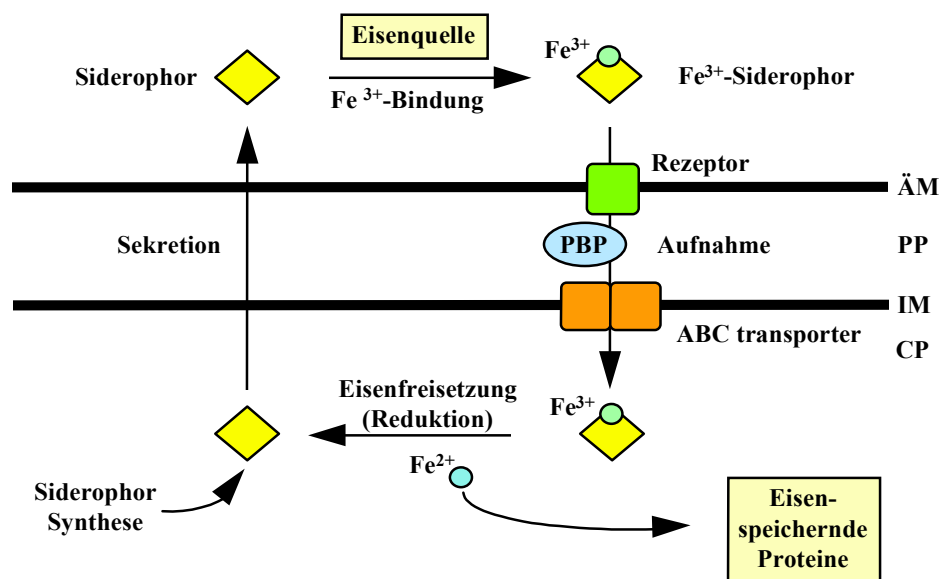 Eisenquelle
Siderophor
Fe 3+-Bindung
Fe3+
Fe3+-Siderophor
Rezeptor
ÄM
Sekretion
PBP
Aufnahme
PP
IM
ABC transporter
CP
Eisenfreisetzung
(Reduktion)
Fe3+
Fe2+
Siderophor
Synthese
Eisen-
speichernde
Proteine